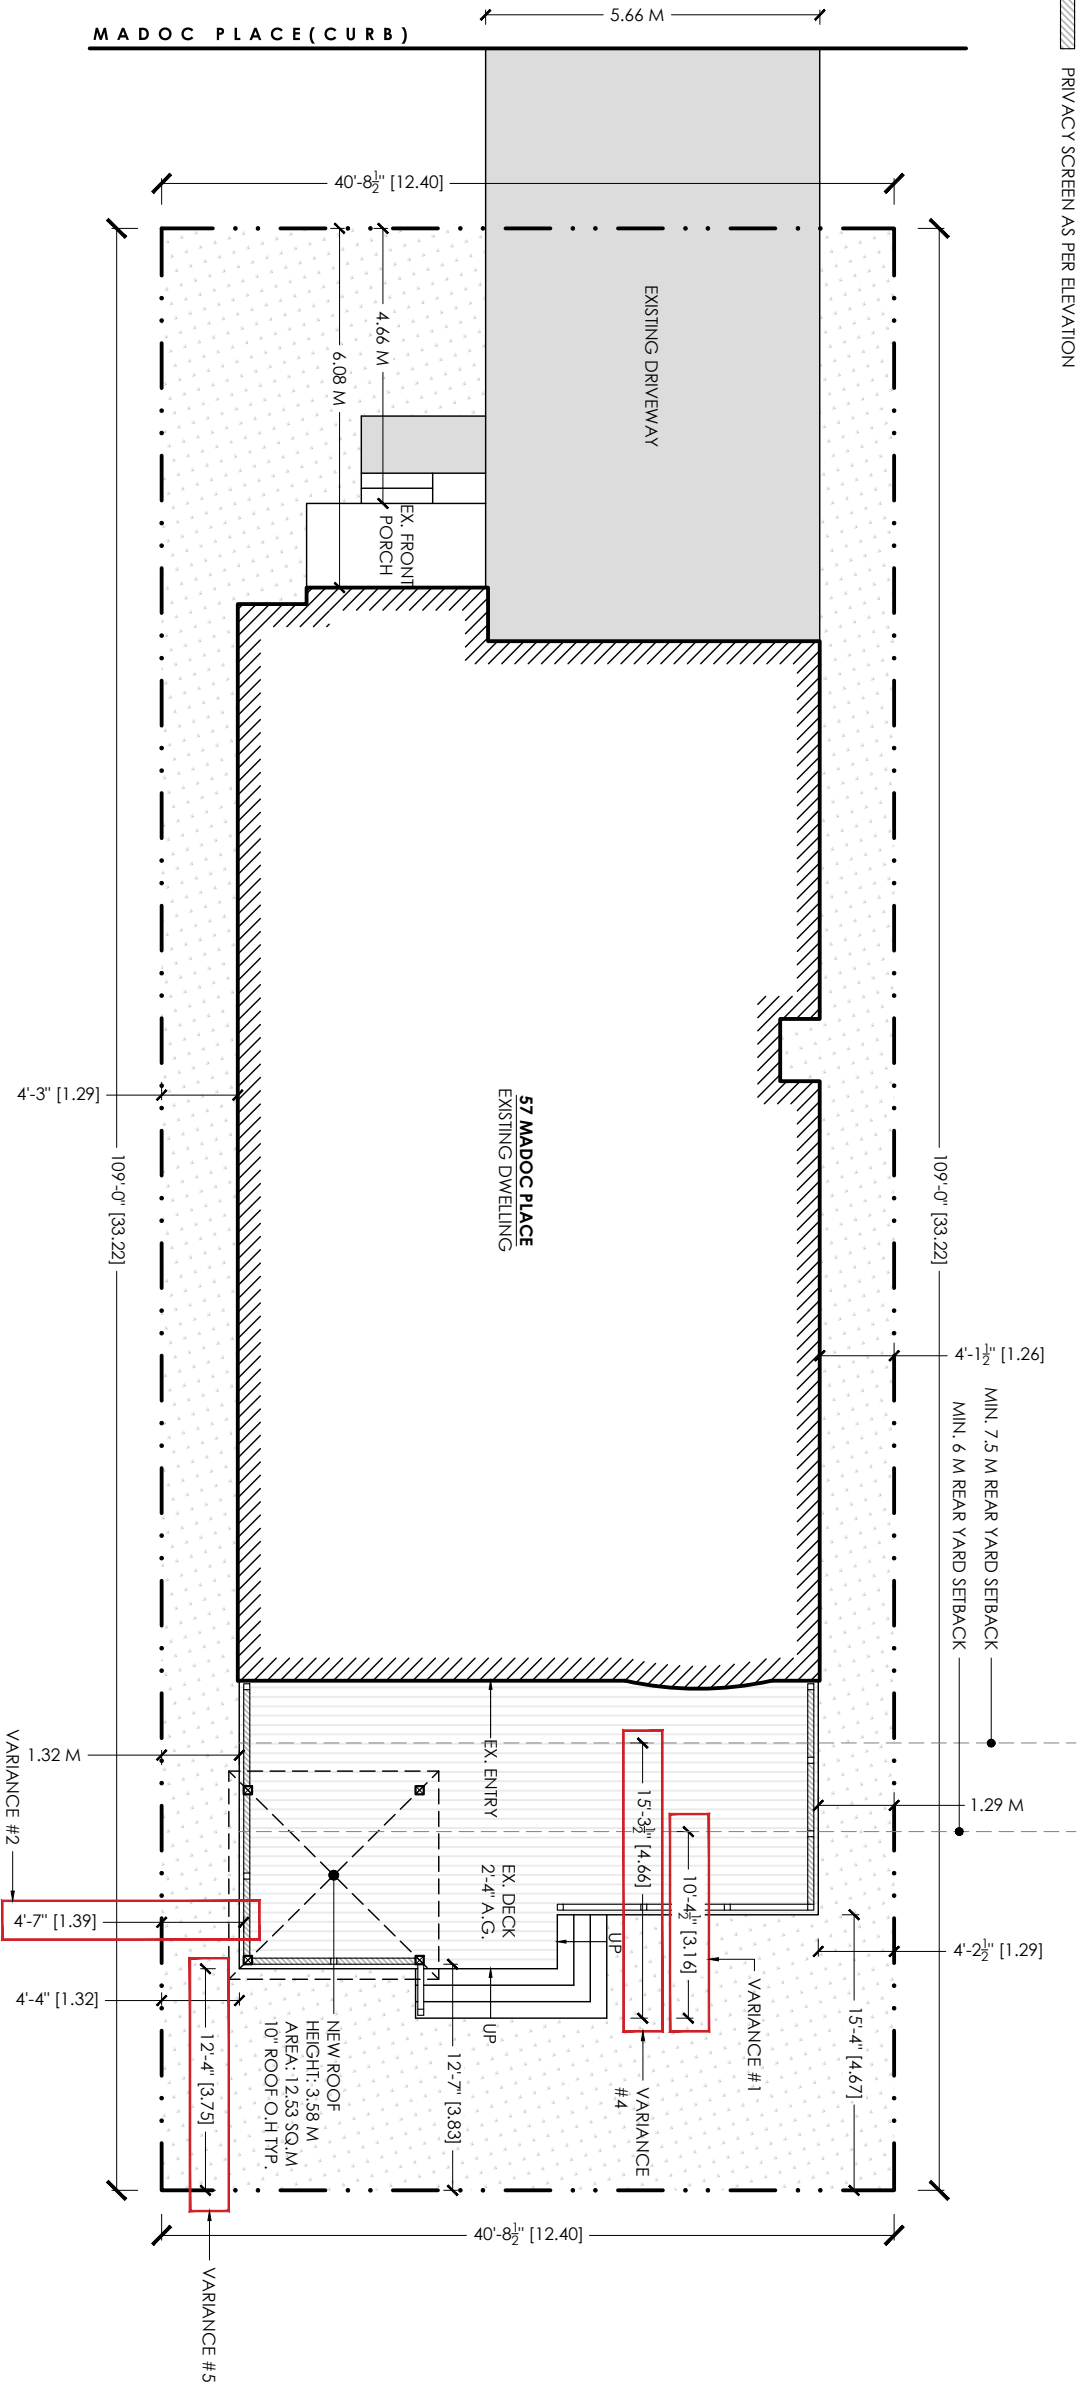 5.66 M
MADOC PLACE(CURB)
PRIVACY SCREEN AS PER ELEVATION
40'-8½" [12.40]
EXISTING DRIVEWAY
4.66 M
6.08 M
EX. FRONT
PORCH
4'-3" [1.29]
109'-0" [33.22]
57 MADOC PLACE
EXISTING DWELLING
109'-0" [33.22]
4'-1½" [1.26]
MIN. 7.5 M REAR YARD SETBACK
MIN. 6 M REAR YARD SETBACK
1.32 M
VARIANCE #2
4'-7" [1.39]
EX. ENTRY
EX. DECK
2'-4" A.G.
15'-3½" [4.66]
10'-4½" [3.16]
1.29 M
UP
4'-2½" [1.29]
VARIANCE #1
15'-4" [4.67]
4'-4" [1.32]
12'-4" [3.75]
NEW ROOF
HEIGHT: 3.58 M
AREA: 12.53 SQ.M
10" ROOF O.H TYP.
UP
12'-7" [3.83]
VARIANCE
#4
40'-8½" [12.40]
VARIANCE #5